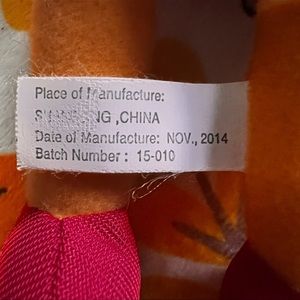 Place of Manufacture:
,CHINA
Date of Manufacture: NOV., 2014
Batch Number : 15-010